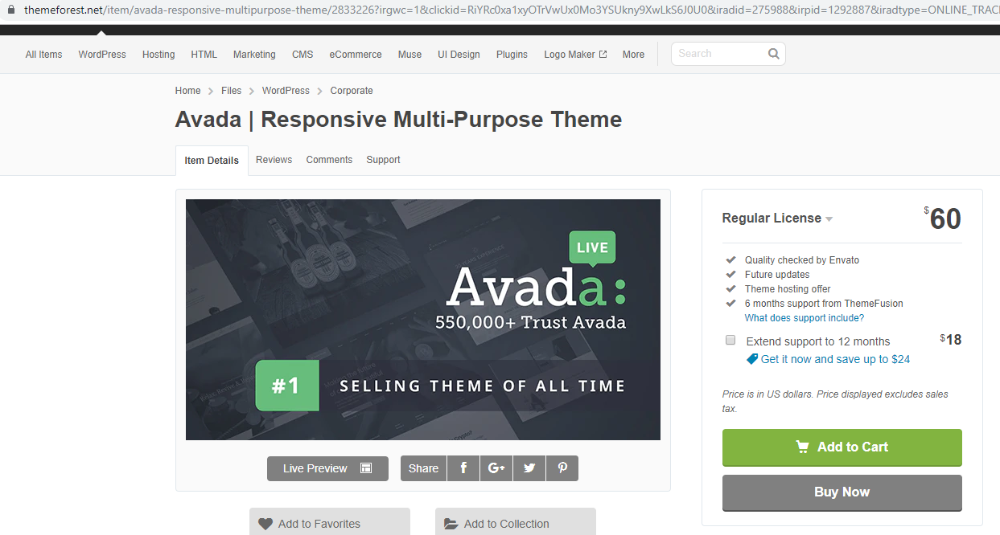 themeforest.net/item/avada-responsive-multipurpose-theme/2833226?irgwc=1&clickid=RiYRc0xa1xyOTrVwUx0Mo3YSUkny9XwLkS6J0U0&iradid=275988&irpid=1292887&iradtype=ONLINE_TRAC
All Items WordPress Hosting HTML Marketing CMS eCommerce Muse UI Design Plugins Logo Maker More Search
Home Files WordPress Corporate
Avada | Responsive Multi-Purpose Theme
Item Details Reviews Comments Support
LIVE
Avada:
550,000+ Trust Avada
#1 SELLING THEME OF ALL TIME
Live Preview Share f G+
Add to Favorites Add to Collection
Regular License $60
Quality checked by Envato
Future updates
Theme hosting offer
6 months support from ThemeFusion
What does support include?
Extend support to 12 months $18
Get it now and save up to $24
Price is in US dollars. Price displayed excludes sales
tax.
Add to Cart
Buy Now